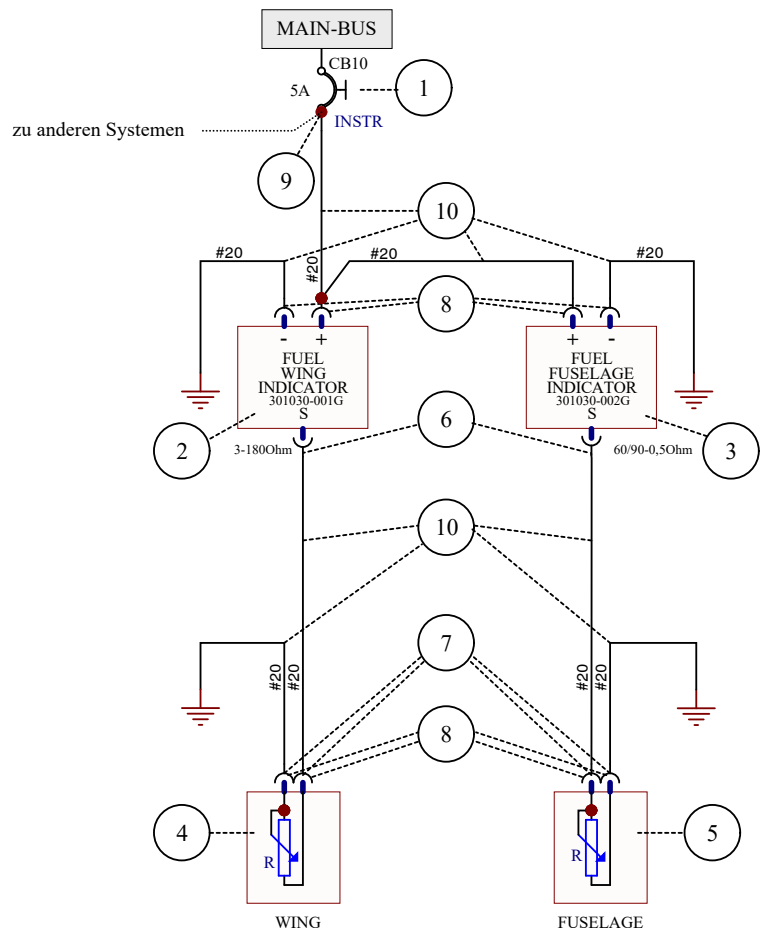 MAIN-BUS
CB10
5A
1
zu anderen Systemen
INSTR
9
10
#20
#20
#20
#20
8
- +
+ -
FUEL
WING
INDICATOR
301030-001G
S
FUEL
FUSELAGE
INDICATOR
301030-002G
S
2
3-180Ohm
6
60/90-0,5Ohm
3
10
7
#20
#20
#20
#20
8
4
R
R
5
WING
FUSELAGE